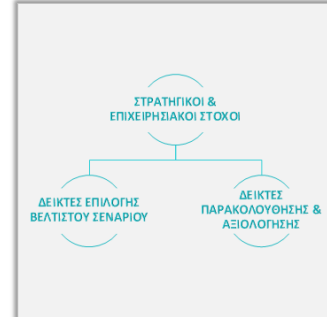 ΣΤΡΑΤΗΓΙΚΟΙ &
ΕΠΙΧΕΙΡΗΣΙΑΚΟΙ ΣΤΟΧΟΙ
ΔΕΙΚΤΕΣ ΕΠΙΛΟΓΗΣ
ΒΕΛΤΙΣΤΟΥ ΣΕΝΑΡΙΟΥ
ΔΕΙΚΤΕΣ
ΠΑΡΑΚΟΛΟΥΘΗΣΗΣ &
ΑΞΙΟΛΟΓΗΣΗΣ